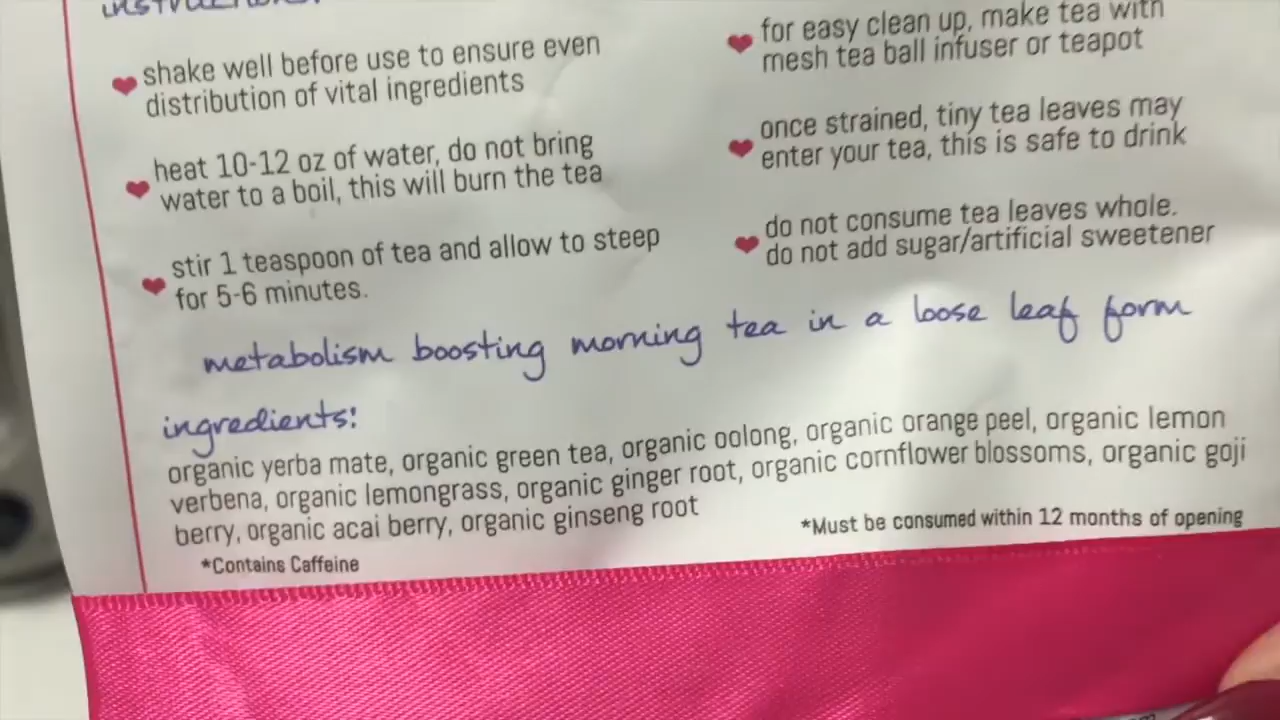 instructions:
shake well before use to ensure even
distribution of vital ingredients
heat 10-12 oz of water, do not bring
water to a boil, this will burn the tea
stir 1 teaspoon of tea and allow to steep
for 5-6 minutes.
for easy clean up, make tea with
mesh tea ball infuser or teapot
once strained, tiny tea leaves may
enter your tea, this is safe to drink
do not consume tea leaves whole.
do not add sugar/artificial sweetener
metabolism boosting morning tea in a loose leaf form
ingredients:
organic yerba mate, organic green tea, organic oolong, organic orange peel, organic lemon
verbena, organic lemongrass, organic ginger root, organic cornflower blossoms, organic goji
berry, organic acai berry, organic ginseng root
*Contains Caffeine
*Must be consumed within 12 months of opening